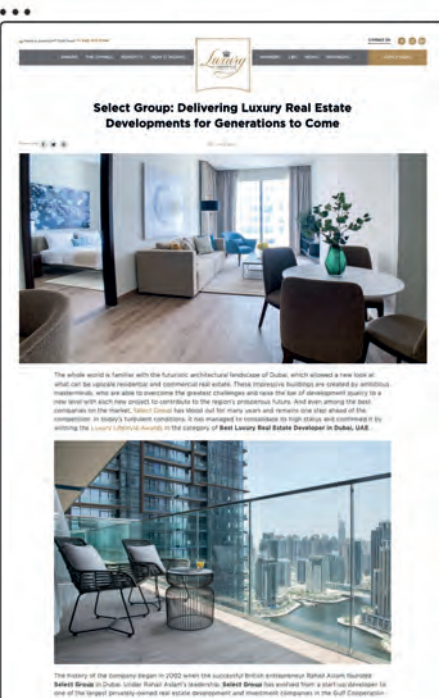 Contact Us
Luxury
Select Group: Delivering Luxury Real Estate
Developments for Generations to Come
The whole world is familiar with the futuristic architectural landscape of Dubai, which allowed a new look at
what can be upscale residential and commercial real estate. These impressive buildings are created by ambitious
masterminds, who are able to overcome the greatest challenges and raise the bar of development quality to a
new level with each new project to contribute to the region's prosperous future. And even among the best
companies on the market, Select Group has stood out for many years and remains one step ahead of the
competition. In today's turbulent conditions, it has managed to consolidate its high status and confirmed it by
winning the Luxury Lifestyle Awards in the category of Best Luxury Real Estate Developer in Dubai, UAE.
The history of the company began in 2002 when the successful British entrepreneur Rahail Aslam founded
Select Group in Dubai. Under Rahail Aslam's leadership, Select Group has evolved from a start-up developer to
one of the largest privately-owned real estate development and investment companies in the Gulf Cooperation